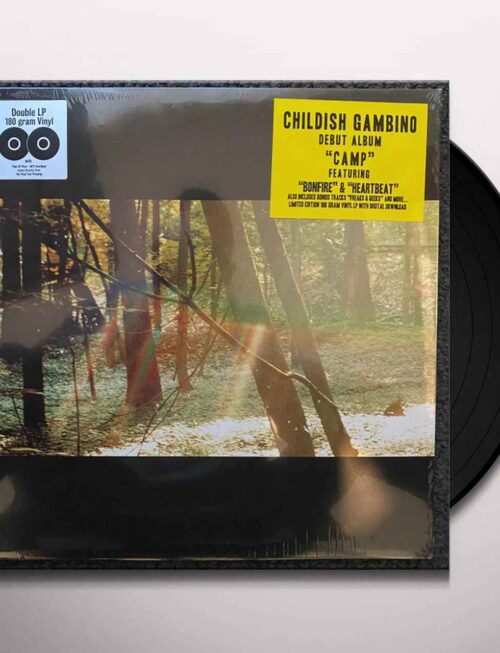 Double LP
180 gram Vinyl
CHILDISH GAMBINO
DEBUT ALBUM
"CAMP"
FEATURING
"BONFIRE" & "HEARTBEAT"
ALSO INCLUDES BONUS TRACKS "FREAKS & GEEKS" AND MORE...
LIMITED EDITION 180 GRAM VINYL LP WITH DIGITAL DOWNLOAD